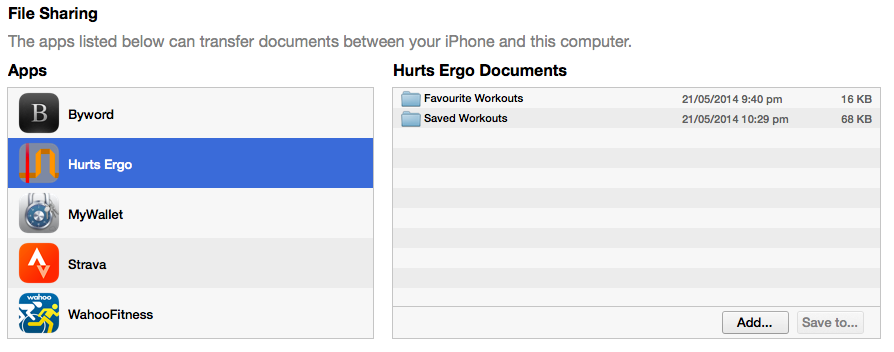 File Sharing
The apps listed below can transfer documents between your iPhone and this computer.
Apps
B Byword
Hurts Ergo
MyWallet
Strava
wahoo
WahooFitness
Hurts Ergo Documents
Favourite Workouts 21/05/2014 9:40 pm 16 KB
Saved Workouts 21/05/2014 10:29 pm 68 KB
Add... Save to...